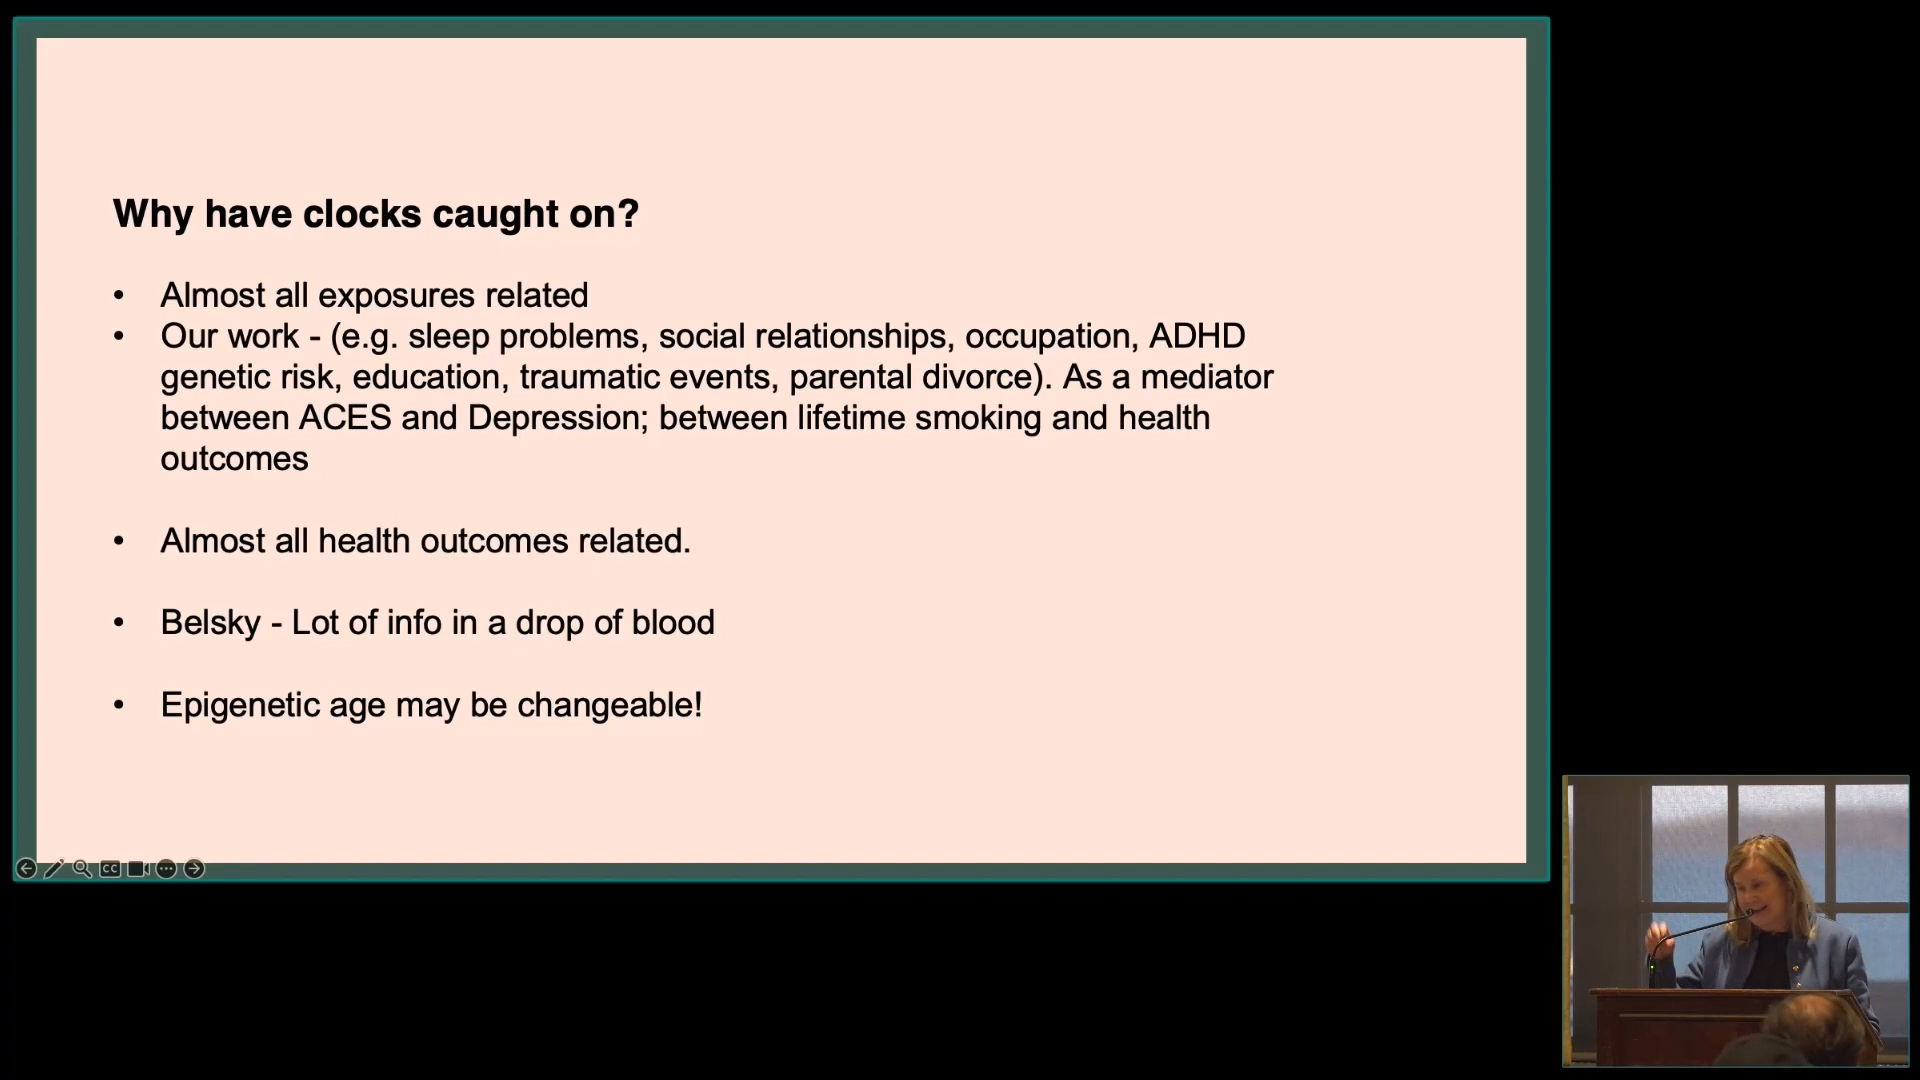 Why have clocks caught on?
• Almost all exposures related
• Our work - (e.g. sleep problems, social relationships, occupation, ADHD
genetic risk, education, traumatic events, parental divorce). As a mediator
between ACES and Depression; between lifetime smoking and health
outcomes
• Almost all health outcomes related.
• Belsky - Lot of info in a drop of blood
• Epigenetic age may be changeable!
CC